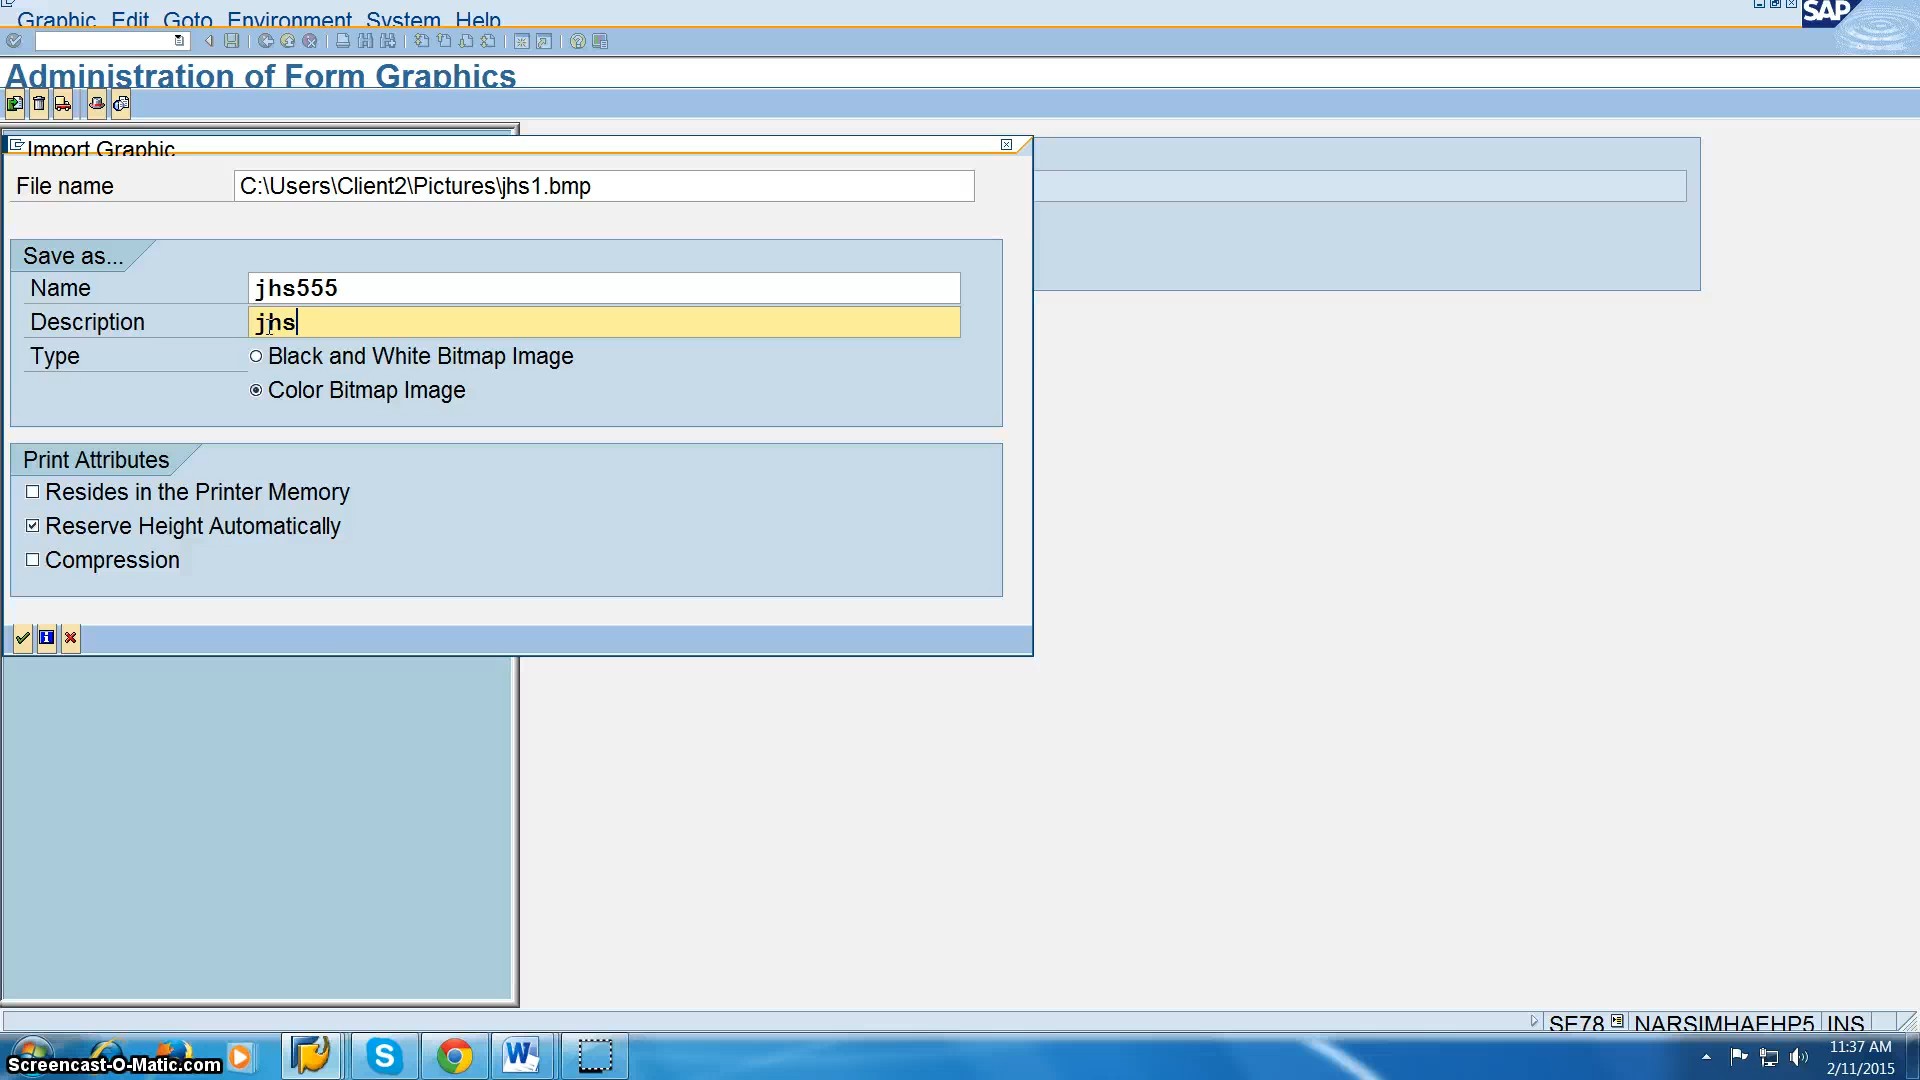 Graphic Edit Goto Environment System Help
SAP
Administration of Form Graphics
Import Graphic
File name C:\Users\Client2\Pictures\jhs1.bmp
Save as...
Name jhs555
Description jhs
Type Black and White Bitmap Image
Color Bitmap Image
Print Attributes
Resides in the Printer Memory
Reserve Height Automatically
Compression
SE78 NARSIMHAEHP5 INS
11:37 AM
Screencast-O-Matic.com
2/11/2015